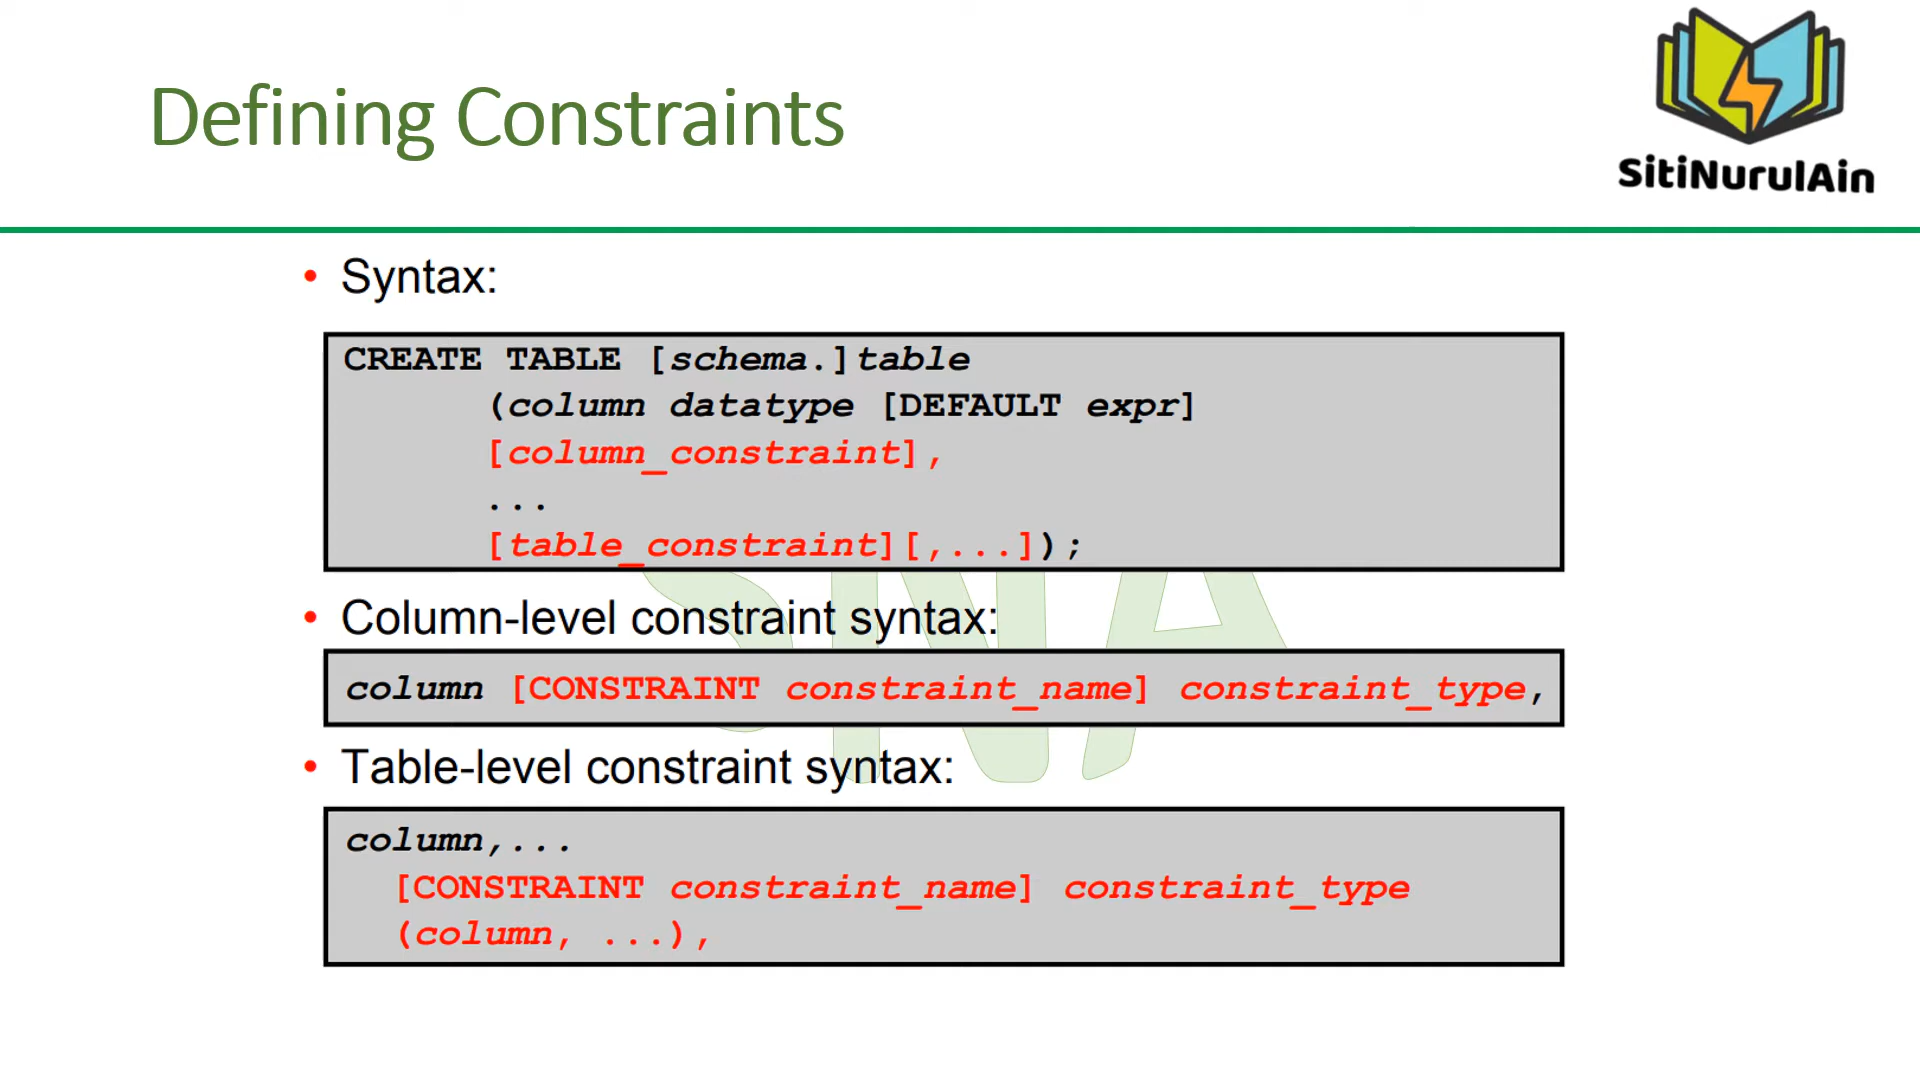 Defining Constraints
SitiNurulAin
• Syntax:
CREATE TABLE [schema.]table
(column datatype [DEFAULT expr]
[column_constraint],
...
[table_constraint][,...]);
• Column-level constraint syntax:
column [CONSTRAINT constraint_name] constraint_type,
• Table-level constraint syntax:
column,...
[CONSTRAINT constraint_name] constraint_type
(column, ...),
SNA